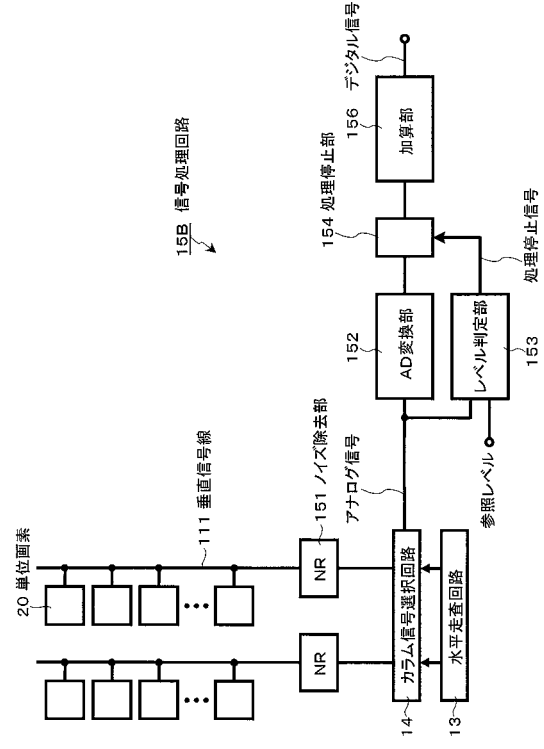 15B 信号処理回路
20 単位画素
111 垂直信号線
NR
151 ノイズ除去部
NR
14
カラム信号選択回路
13
水平走査回路
アナログ信号
参照レベル
152
AD変換部
レベル判定部
153
154 処理停止部
処理停止信号
156
加算部
デジタル信号